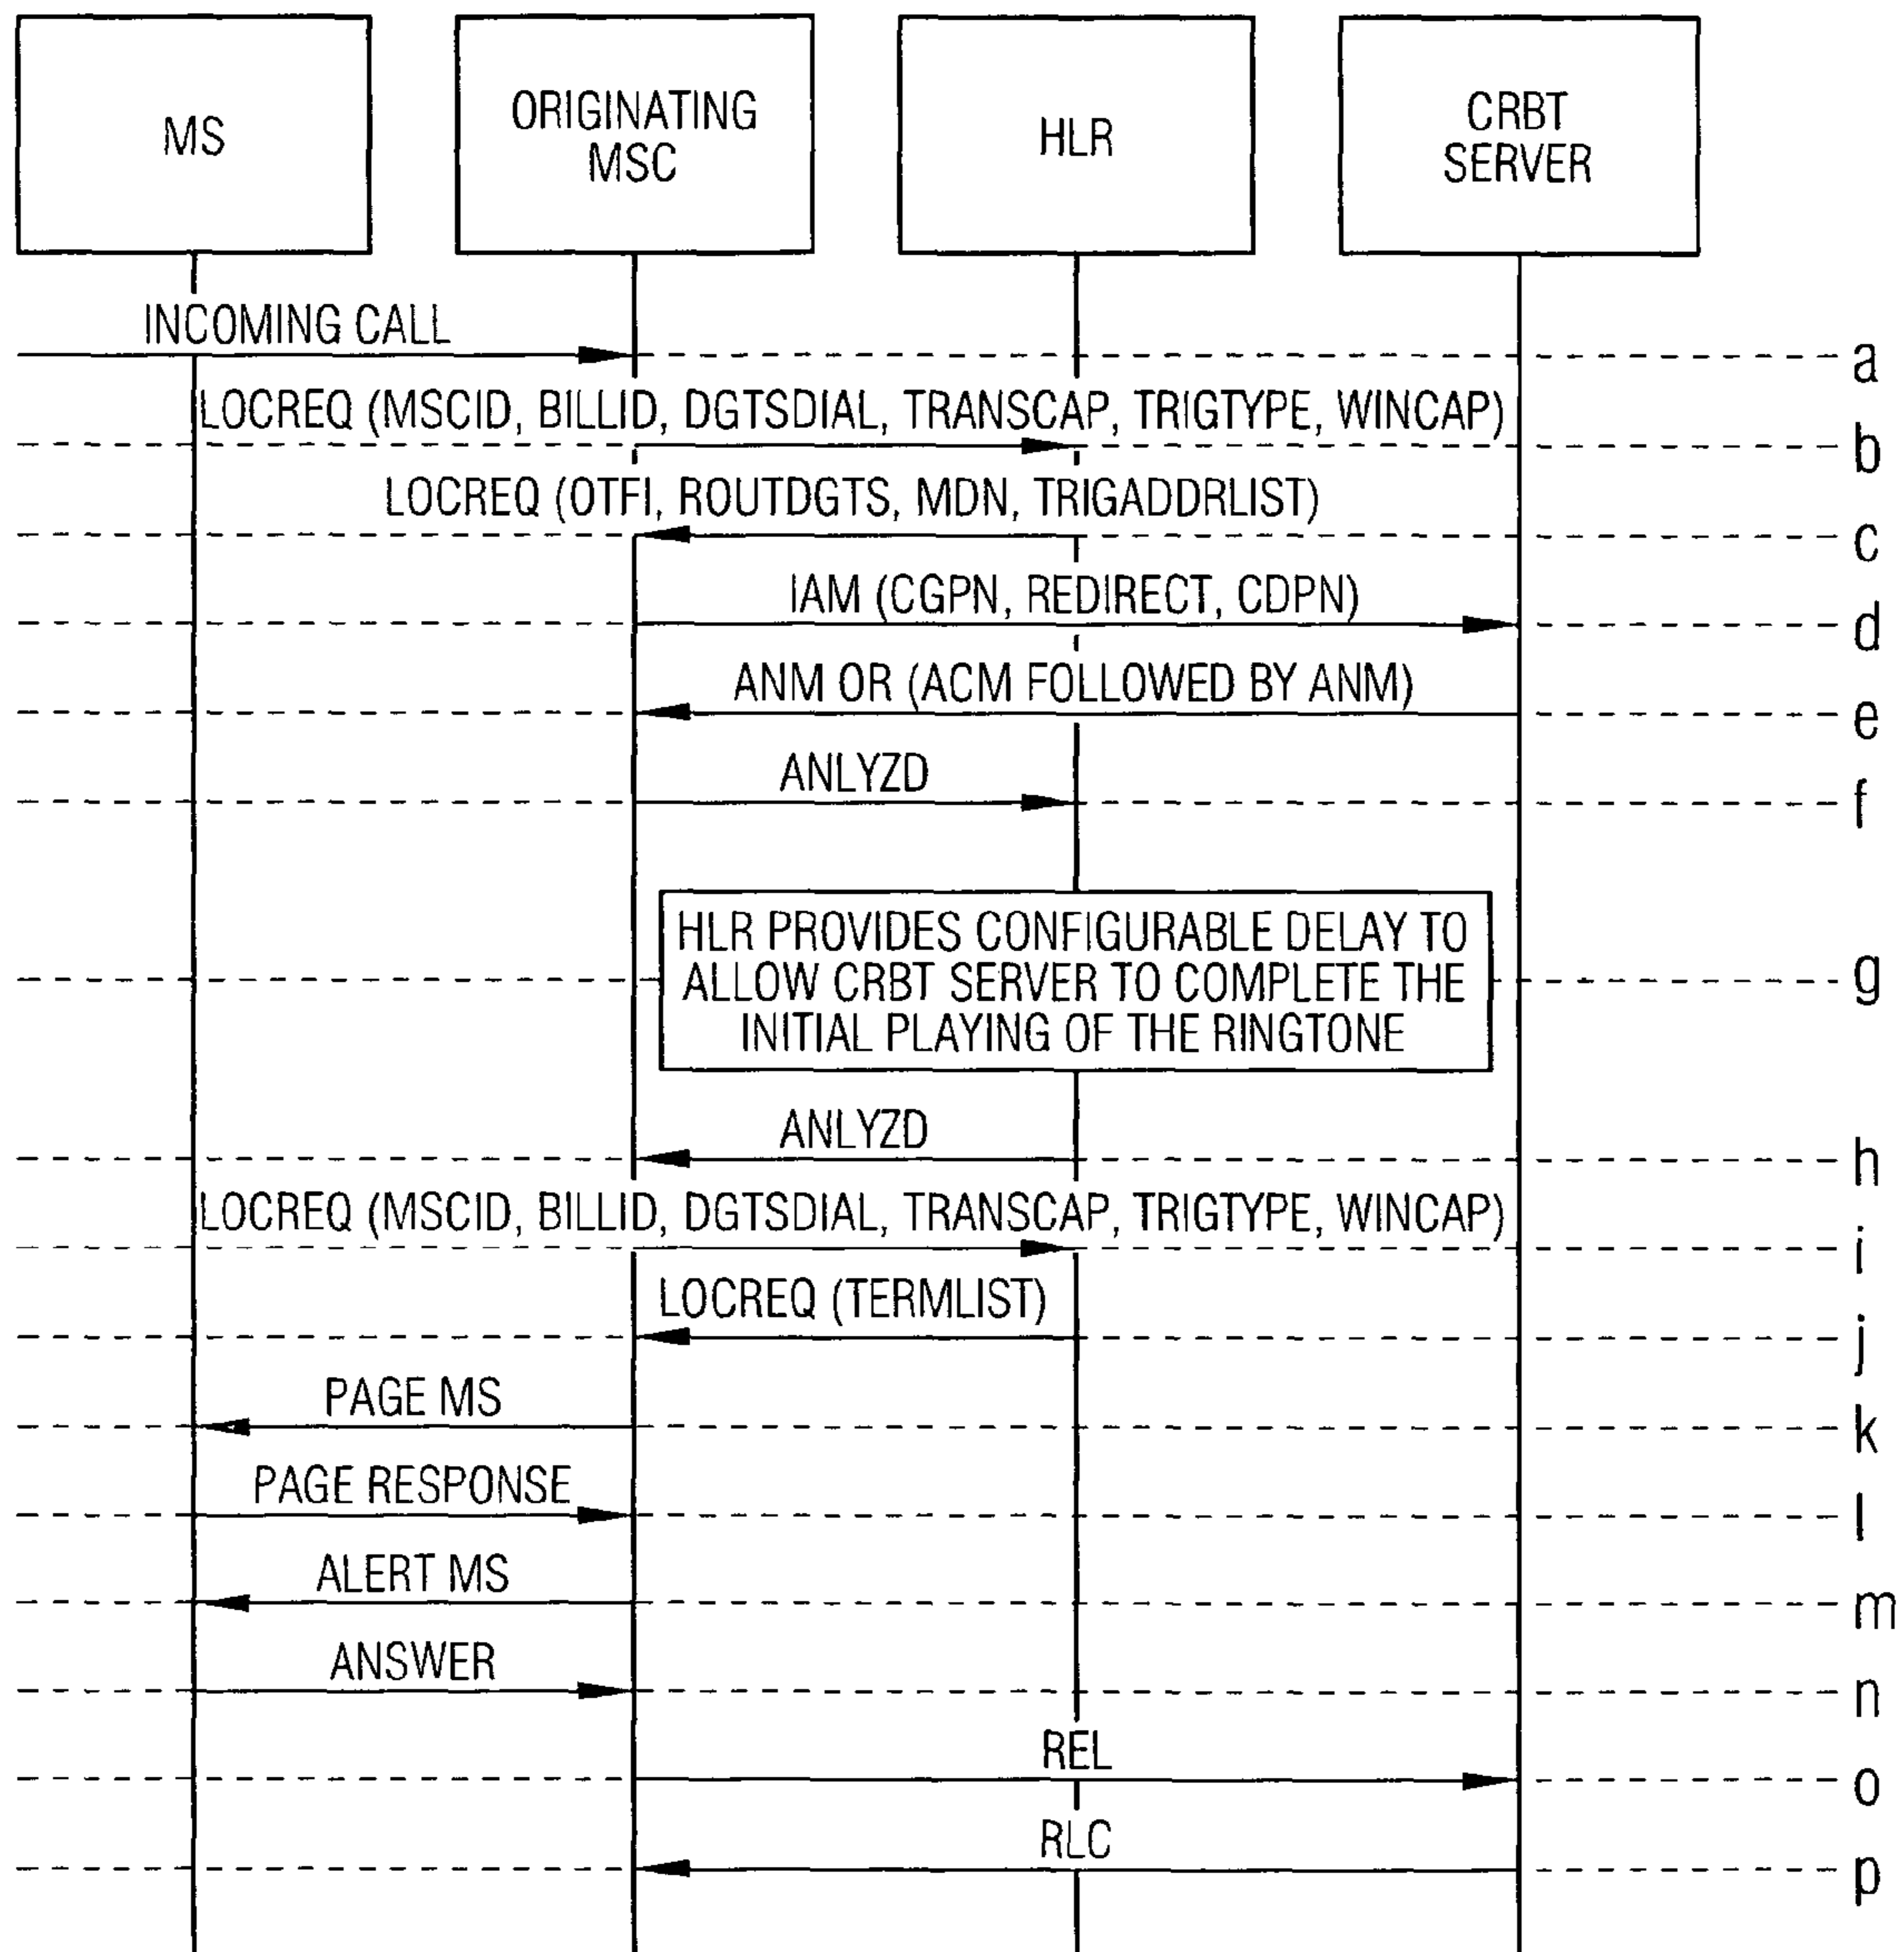 MS
ORIGINATING
MSC
HLR
CRBT
SERVER
INCOMING CALL
a
LOCREQ (MSCID, BILLID, DGTSDIAL, TRANSCAP, TRIGTYPE, WINCAP)
b
LOCREQ (OTFI, ROUTDGTS, MDN, TRIGADDRLIST)
c
IAM (CGPN, REDIRECT, CDPN)
d
ANM OR (ACM FOLLOWED BY ANM)
e
ANLYZD
f
HLR PROVIDES CONFIGURABLE DELAY TO
ALLOW CRBT SERVER TO COMPLETE THE
INITIAL PLAYING OF THE RINGTONE
g
ANLYZD
h
LOCREQ (MSCID, BILLID, DGTSDIAL, TRANSCAP, TRIGTYPE, WINCAP)
i
LOCREQ (TERMLIST)
j
PAGE MS
k
PAGE RESPONSE
l
ALERT MS
m
ANSWER
n
REL
o
RLC
p